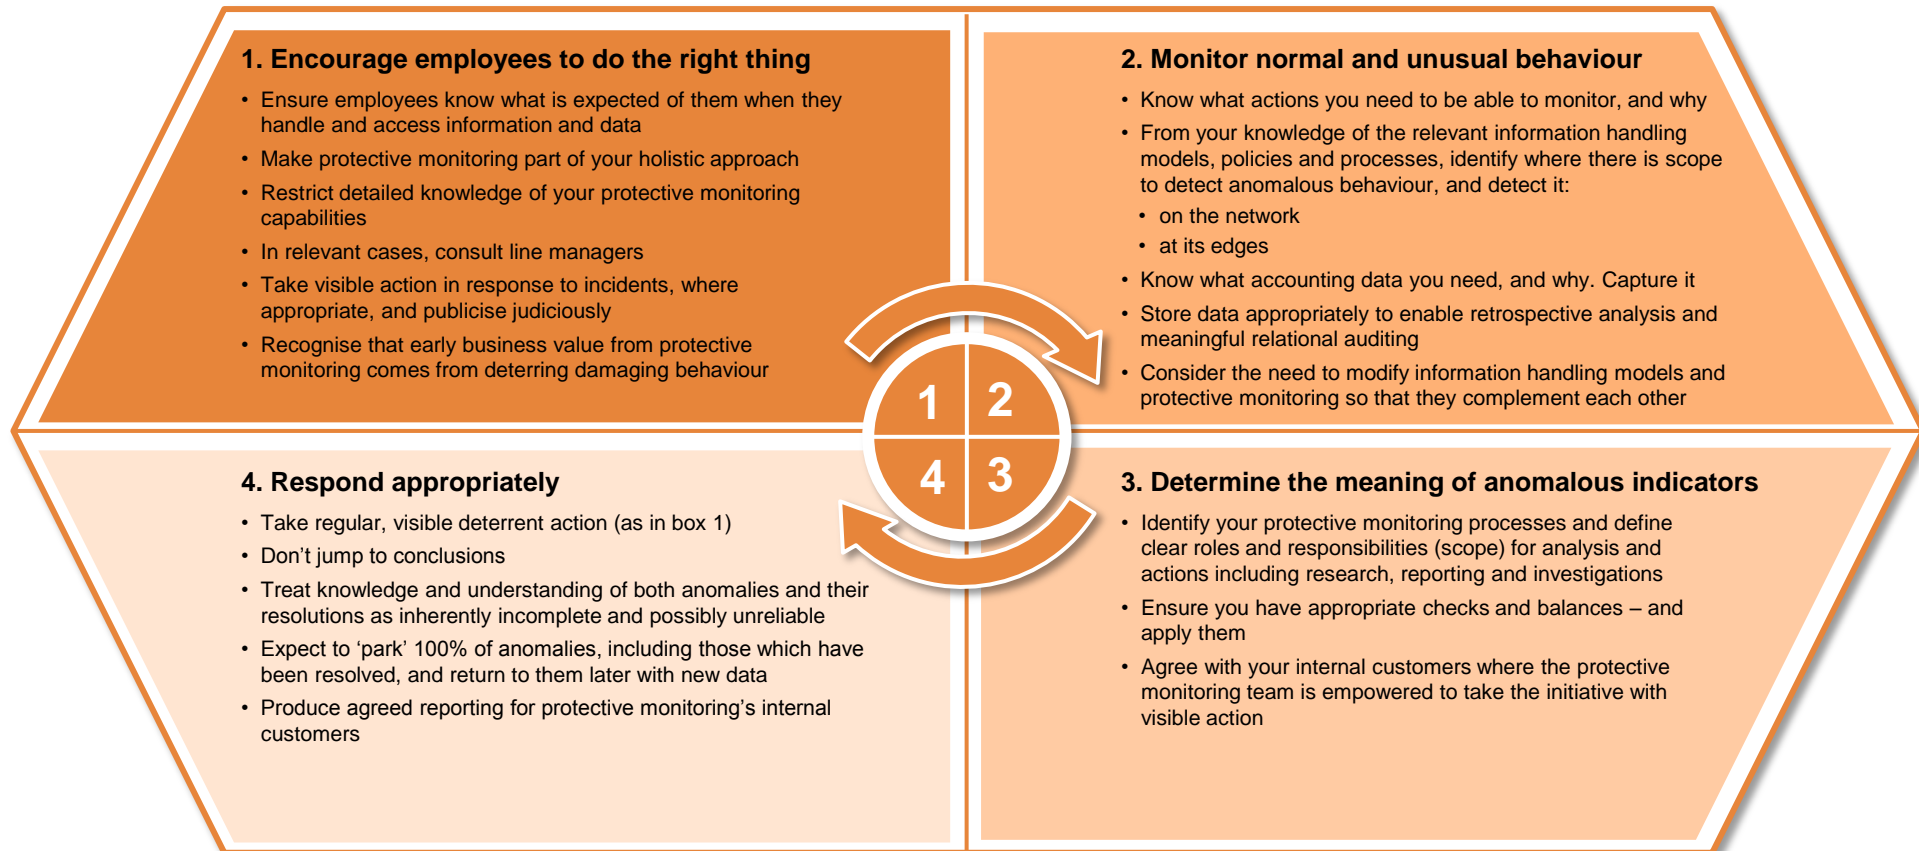 1. Encourage employees to do the right thing
• Ensure employees know what is expected of them when they
handle and access information and data
• Make protective monitoring part of your holistic approach
• Restrict detailed knowledge of your protective monitoring
capabilities
• In relevant cases, consult line managers
• Take visible action in response to incidents, where
appropriate, and publicise judiciously
• Recognise that early business value from protective
monitoring comes from deterring damaging behaviour
2. Monitor normal and unusual behaviour
• Know what actions you need to be able to monitor, and why
• From your knowledge of the relevant information handling
models, policies and processes, identify where there is scope
to detect anomalous behaviour, and detect it:
• on the network
• at its edges
• Know what accounting data you need, and why. Capture it
• Store data appropriately to enable retrospective analysis and
meaningful relational auditing
• Consider the need to modify information handling models and
protective monitoring so that they complement each other
1 2
4 3
3. Determine the meaning of anomalous indicators
• Identify your protective monitoring processes and define
clear roles and responsibilities (scope) for analysis and
actions including research, reporting and investigations
• Ensure you have appropriate checks and balances – and
apply them
• Agree with your internal customers where the protective
monitoring team is empowered to take the initiative with
visible action
4. Respond appropriately
• Take regular, visible deterrent action (as in box 1)
• Don’t jump to conclusions
• Treat knowledge and understanding of both anomalies and their
resolutions as inherently incomplete and possibly unreliable
• Expect to ‘park’ 100% of anomalies, including those which have
been resolved, and return to them later with new data
• Produce agreed reporting for protective monitoring’s internal
customers